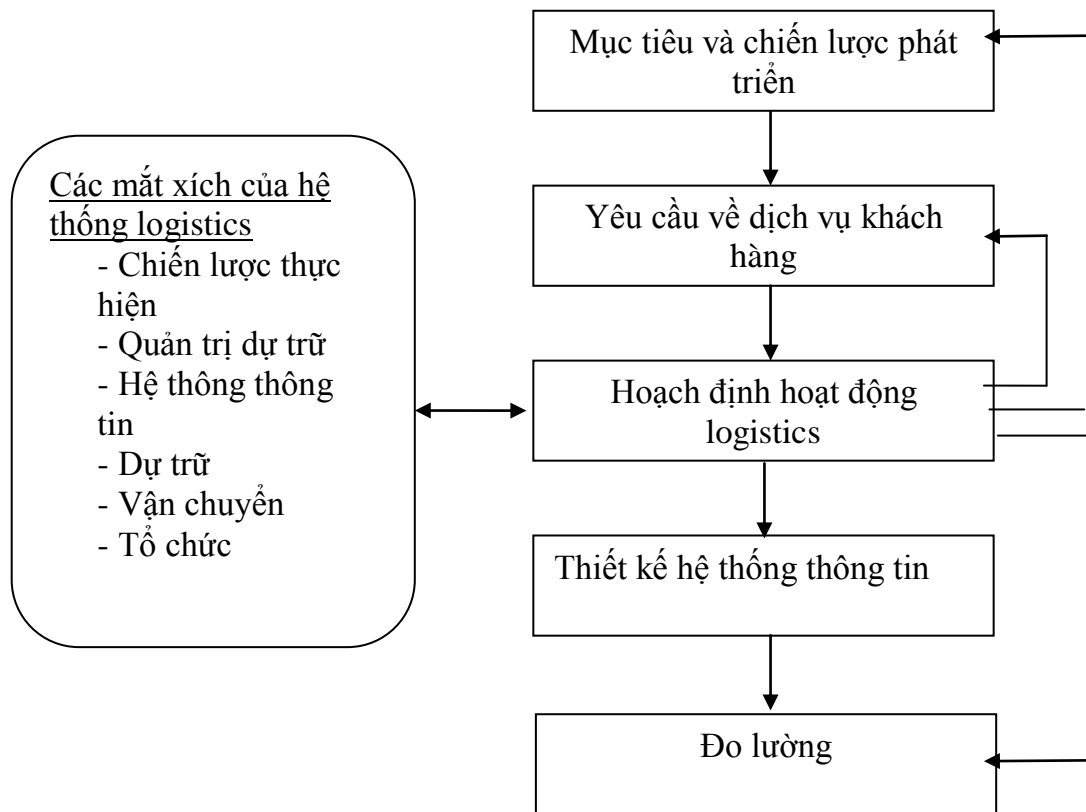 Mục tiêu và chiến lược phát
triển
Các mắt xích của hệ
thống logistics
- Chiến lược thực
hiện
- Quản trị dự trữ
- Hệ thông thông
tin
- Dự trữ
- Vận chuyển
- Tổ chức
Yêu cầu về dịch vụ khách
hàng
Hoạch định hoạt động
logistics
Thiết kế hệ thống thông tin
Đo lường